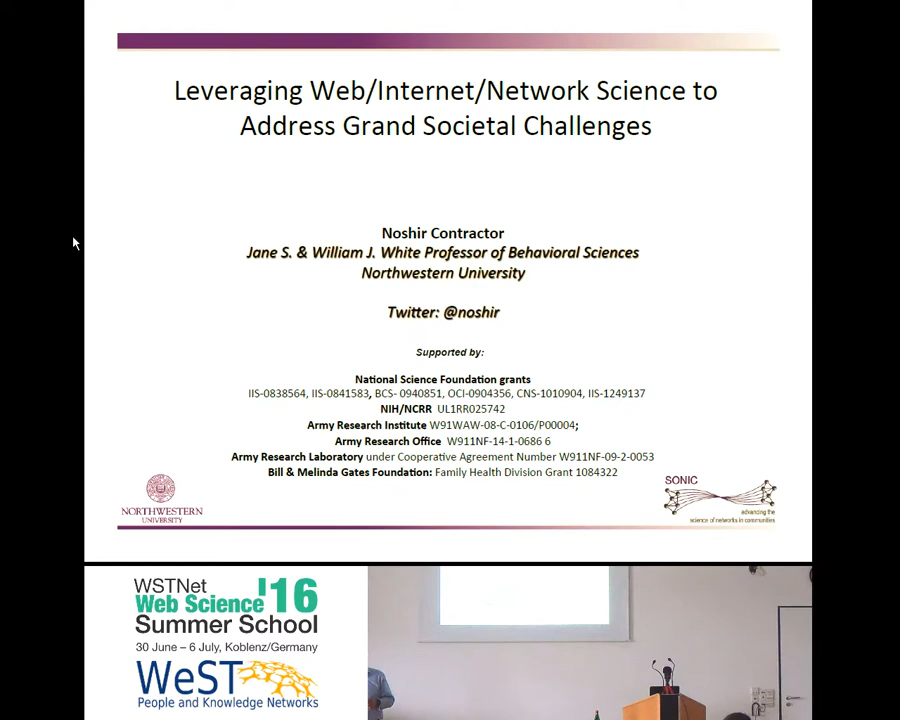 Leveraging Web/Internet/Network Science to
Address Grand Societal Challenges
Noshir Contractor
Jane S. & William J. White Professor of Behavioral Sciences
Northwestern University
Twitter: @noshir
Supported by:
National Science Foundation grants
IIS-0838564, IIS-0841583, BCS- 0940851, OCI-0904356, CNS-1010904, IIS-1249137
NIH/NCRR UL1RR025742
Army Research Institute W91WAW-08-C-0106/P00004;
Army Research Office W911NF-14-1-0686 6
Army Research Laboratory under Cooperative Agreement Number W911NF-09-2-0053
Bill & Melinda Gates Foundation: Family Health Division Grant 1084322
NORTHWESTERN
UNIVERSITY
SONIC
advancing the
science of networks in communities
WSTNet
Web Science '16
Summer School
30 June – 6 July, Koblenz/Germany
WeST
People and Knowledge Networks